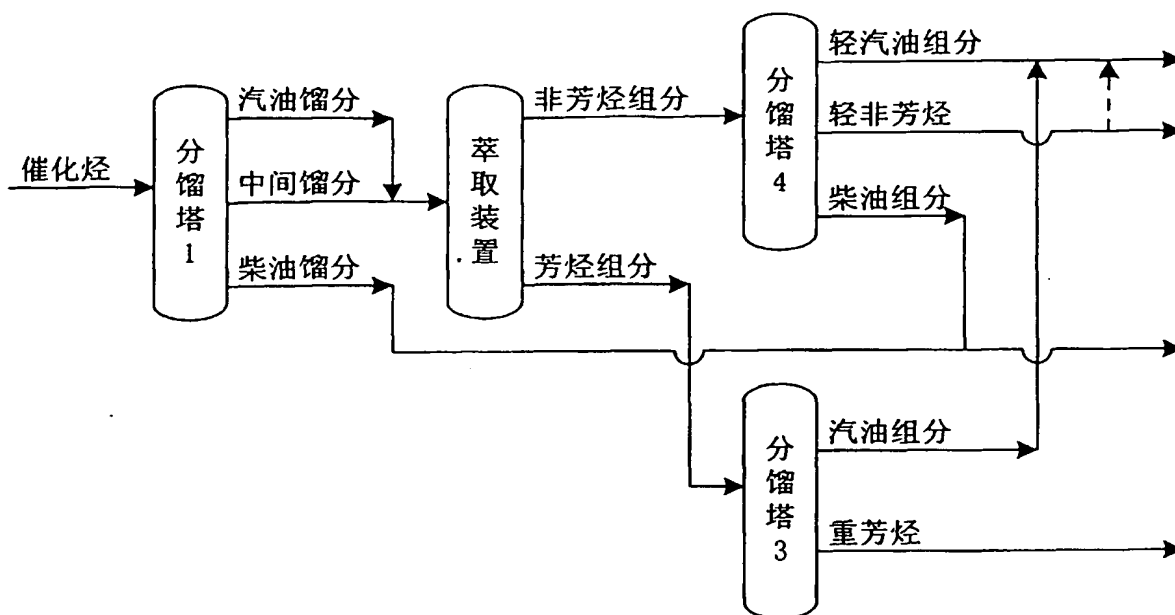 催化烃
分馏塔1
汽油馏分
中间馏分
柴油馏分
萃取装置
非芳烃组分
芳烃组分
分馏塔4
轻汽油组分
轻非芳烃
柴油组分
分馏塔3
汽油组分
重芳烃